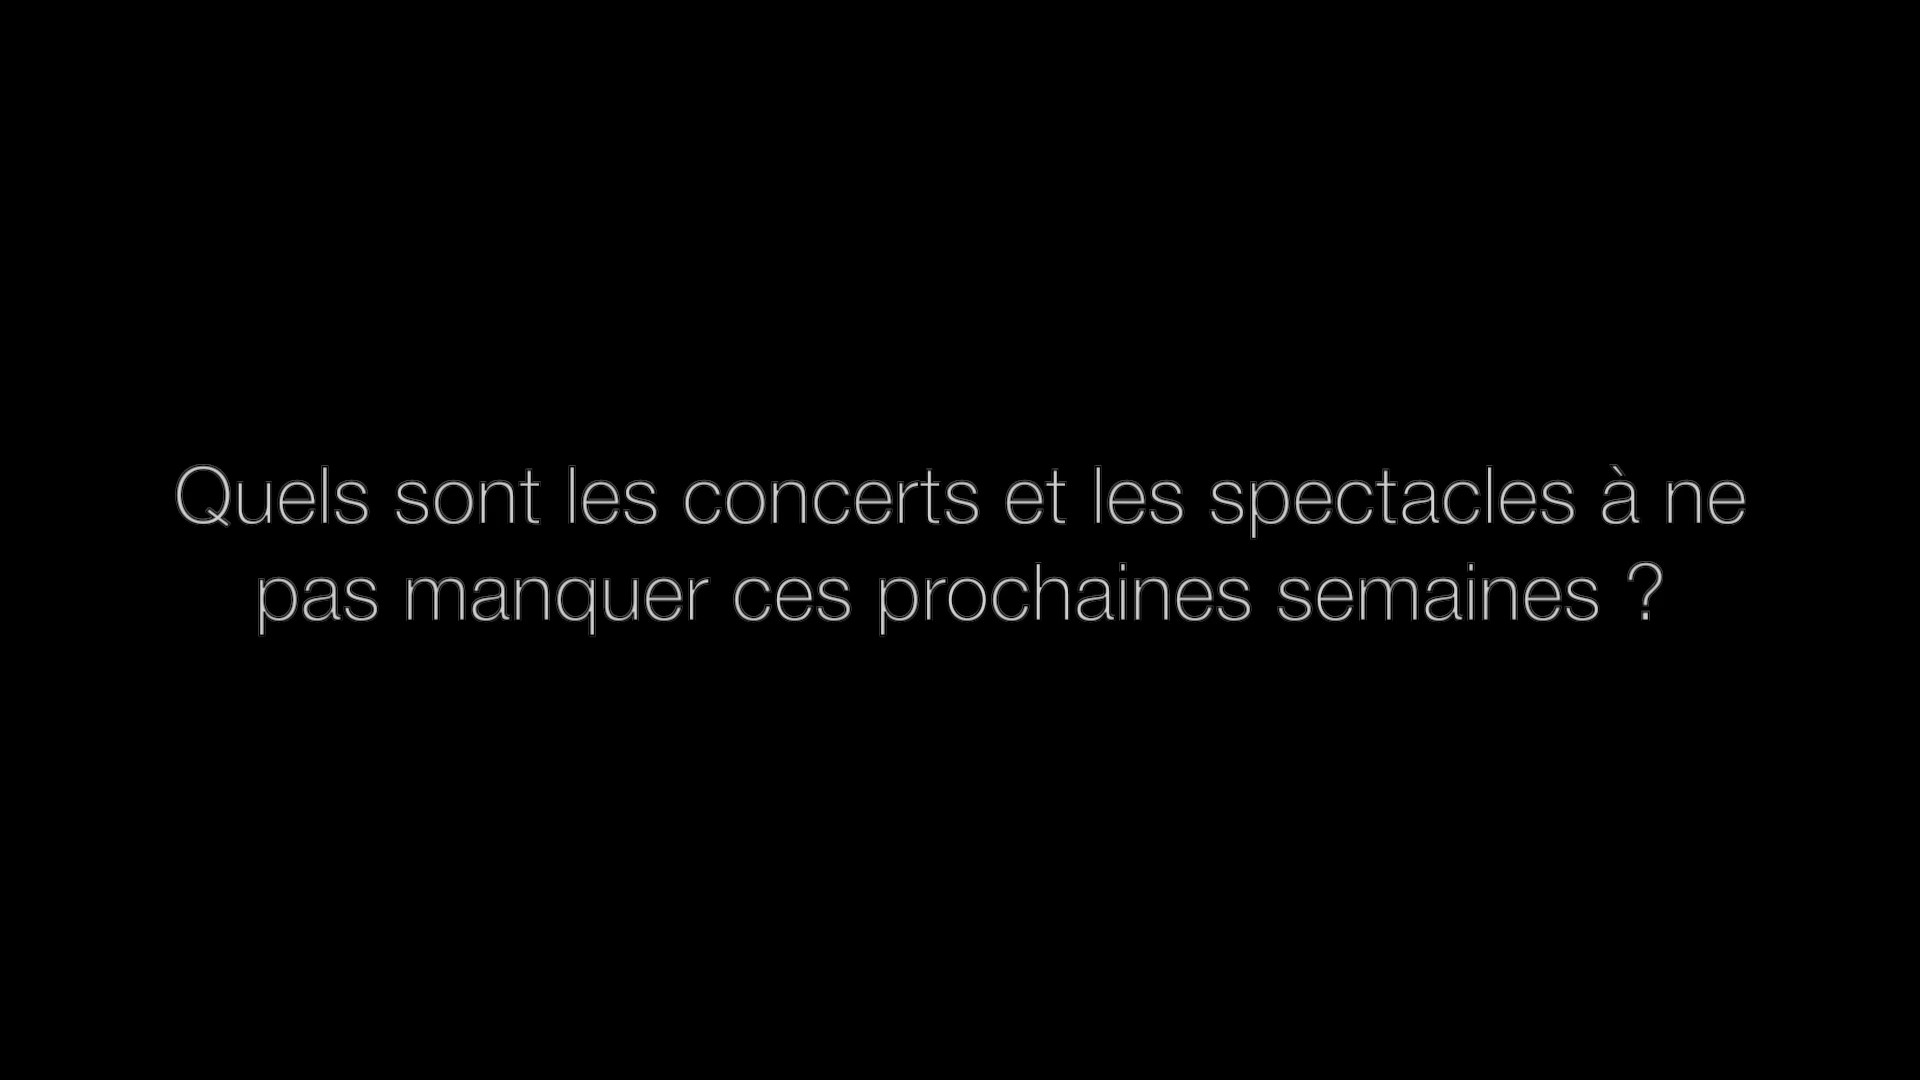 Quels sont les concerts et les spectacles à ne
pas manquer ces prochaines semaines ?